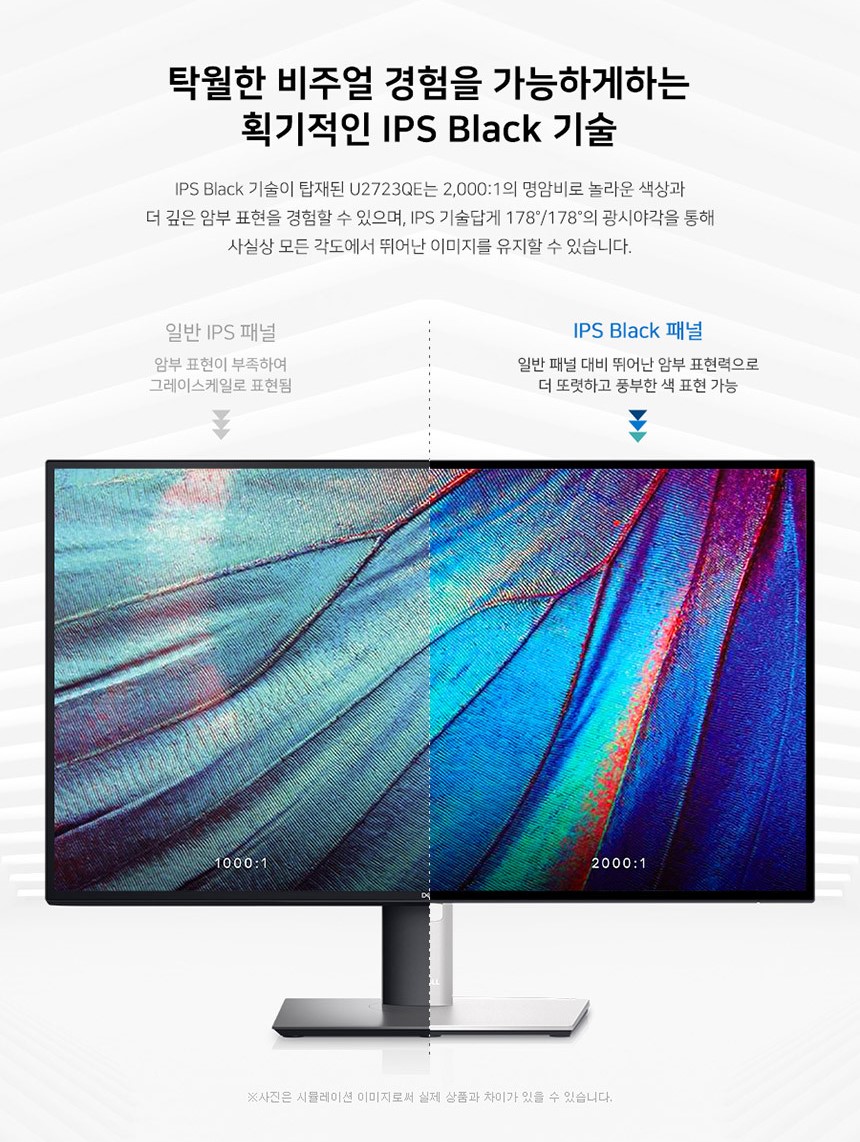 탁월한 비주얼 경험을 가능하게하는
획기적인 IPS Black 기술
IPS Black 기술이 탑재된 U2723QE는 2,000:1의 명암비로 놀라운 색상과
더 깊은 암부 표현을 경험할 수 있으며, IPS 기술답게 178°/178°의 광시야각을 통해
사실상 모든 각도에서 뛰어난 이미지를 유지할 수 있습니다.
일반 IPS 패널
암부 표현이 부족하여
그레이스케일로 표현됨
IPS Black 패널
일반 패널 대비 뛰어난 암부 표현력으로
더 또렷하고 풍부한 색 표현 가능
1000:1
2000:1
※사진은 시뮬레이션 이미지로써 실제 상품과 차이가 있을 수 있습니다.